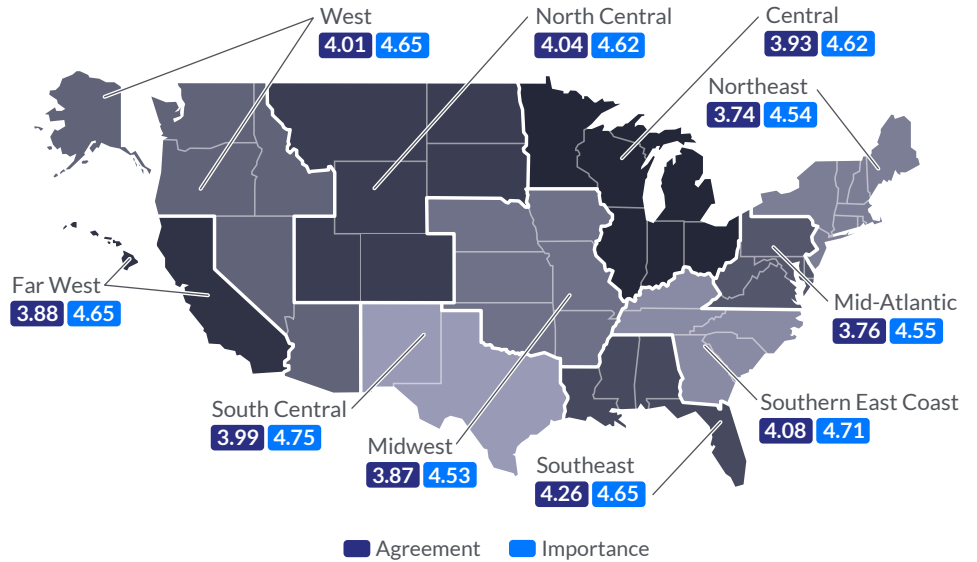 West
4.01 4.65
North Central
4.04 4.62
Central
3.93 4.62
Northeast
3.74 4.54
Far West
3.88 4.65
Mid-Atlantic
3.76 4.55
South Central
3.99 4.75
Midwest
3.87 4.53
Southeast
4.26 4.65
Southern East Coast
4.08 4.71
Agreement Importance